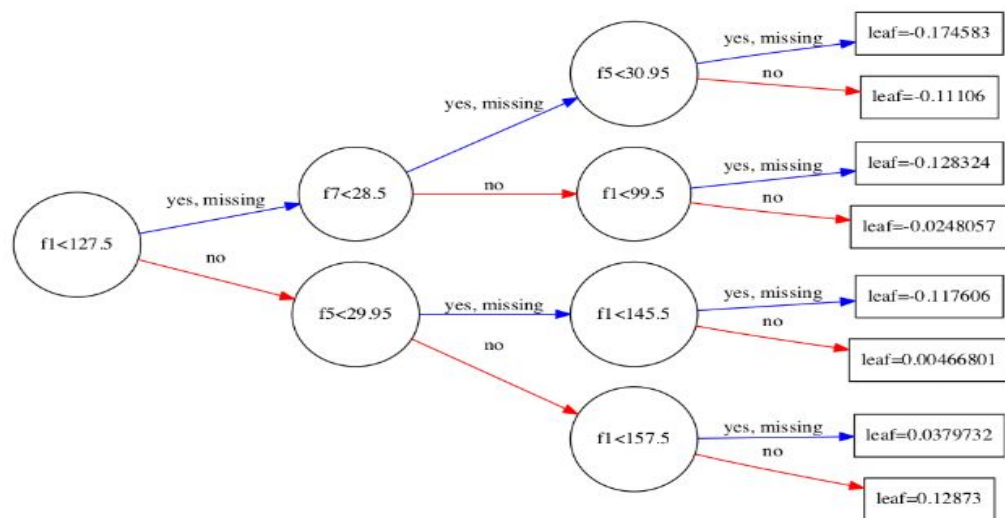 f1<127.5
yes, missing
no
f7<28.5
f5<29.95
yes, missing
no
yes, missing
no
f5<30.95
f1<99.5
f1<145.5
f1<157.5
yes, missing
no
yes, missing
no
yes, missing
no
yes, missing
no
leaf=-0.174583
leaf=-0.11106
leaf=-0.128324
leaf=-0.0248057
leaf=-0.117606
leaf=0.00466801
leaf=0.0379732
leaf=0.12873